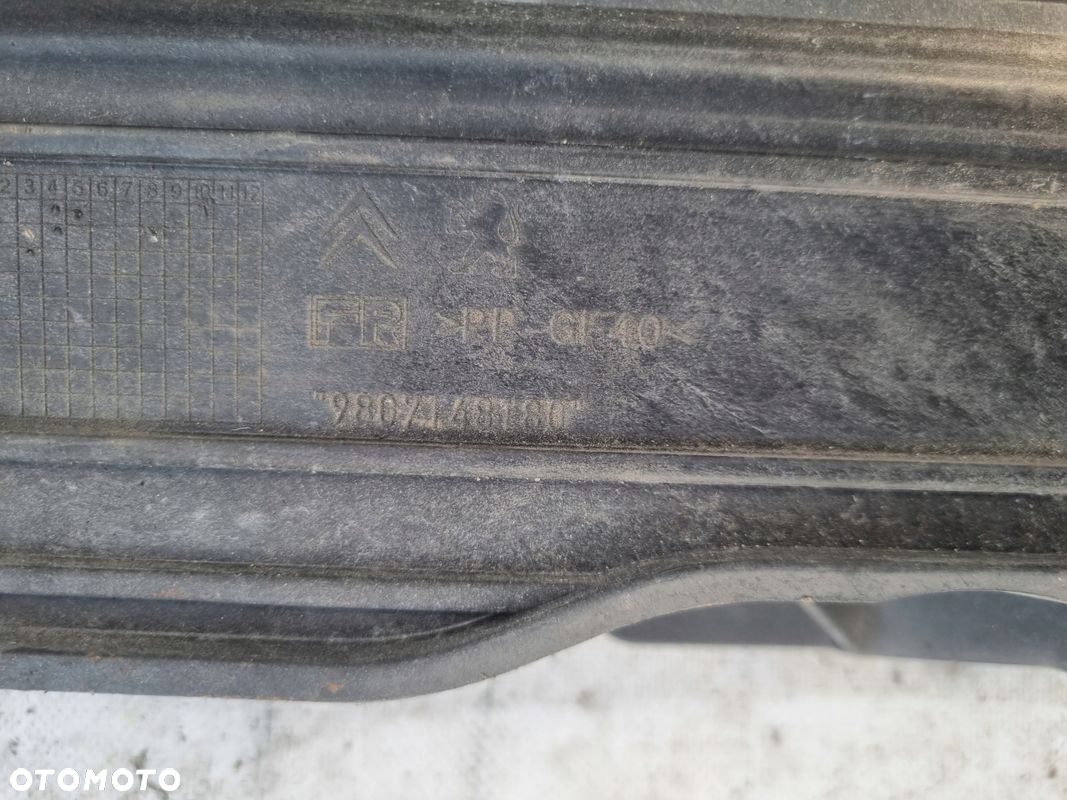 2 3 4 5 6 7 8 9 10 11 12
FR >PP-GF40<
OTOMOTO